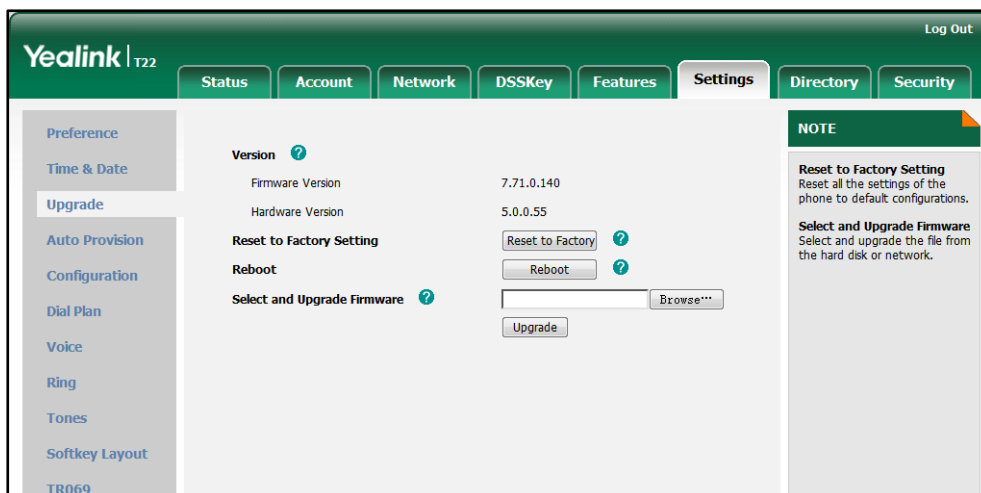 Log Out
Yealink T22
Status Account Network DSSKey Features Settings Directory Security
Preference
Time & Date
Upgrade
Auto Provision
Configuration
Dial Plan
Voice
Ring
Tones
Softkey Layout
TR069
Version ?
Firmware Version 7.71.0.140
Hardware Version 5.0.0.55
Reset to Factory Setting Reset to Factory ?
Reboot Reboot ?
Select and Upgrade Firmware ? Browse...
Upgrade
NOTE
Reset to Factory Setting
Reset all the settings of the
phone to default configurations.
Select and Upgrade Firmware
Select and upgrade the file from
the hard disk or network.